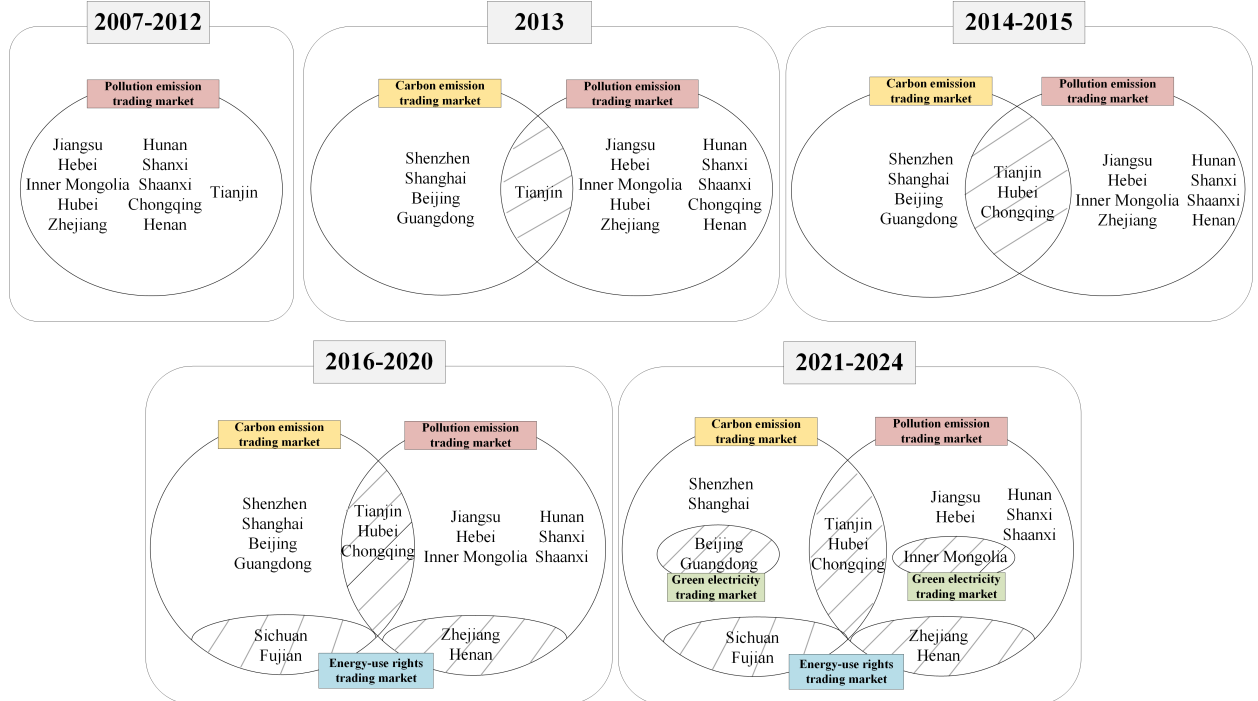 2007-2012
Pollution emission
trading market
Jiangsu
Hebei
Inner Mongolia
Hubei
Zhejiang
Hunan
Shanxi
Shaanxi
Chongqing
Henan
Tianjin
2013
Carbon emission
trading market
Pollution emission
trading market
Shenzhen
Shanghai
Beijing
Guangdong
Tianjin
Jiangsu
Hebei
Inner Mongolia
Hubei
Zhejiang
Hunan
Shanxi
Shaanxi
Chongqing
Henan
2014-2015
Carbon emission
trading market
Pollution emission
trading market
Shenzhen
Shanghai
Beijing
Guangdong
Tianjin
Hubei
Chongqing
Jiangsu
Hebei
Inner Mongolia
Zhejiang
Hunan
Shanxi
Shaanxi
Henan
2016-2020
Carbon emission
trading market
Pollution emission
trading market
Shenzhen
Shanghai
Beijing
Guangdong
Tianjin
Hubei
Chongqing
Jiangsu
Hebei
Inner Mongolia
Hunan
Shanxi
Shaanxi
Sichuan
Fujian
Zhejiang
Henan
Energy-use rights
trading market
2021-2024
Carbon emission
trading market
Pollution emission
trading market
Shenzhen
Shanghai
Beijing
Guangdong
Green electricity
trading market
Tianjin
Hubei
Chongqing
Jiangsu
Hebei
Hunan
Shanxi
Shaanxi
Inner Mongolia
Green electricity
trading market
Sichuan
Fujian
Zhejiang
Henan
Energy-use rights
trading market